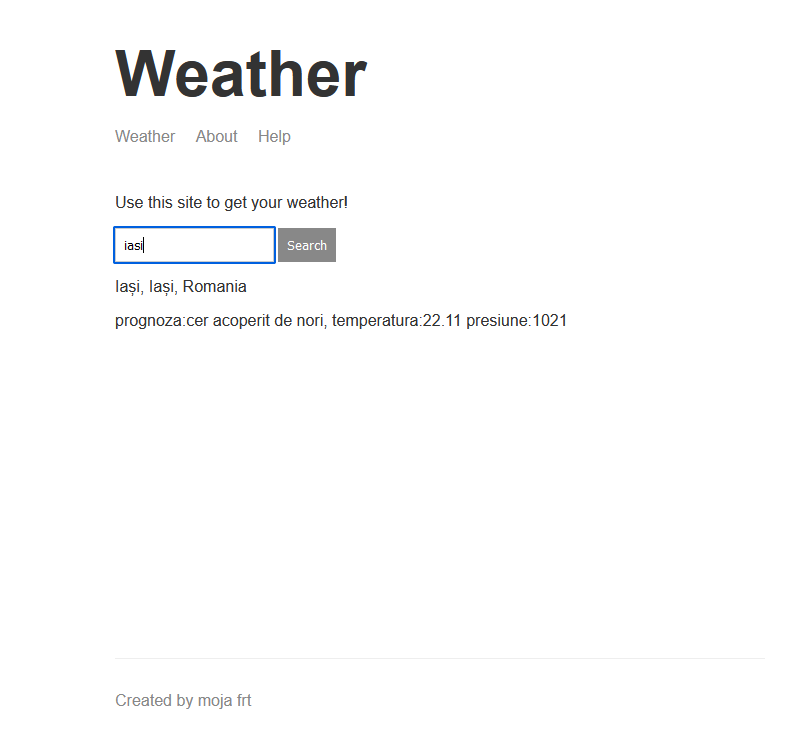 Weather
Weather About Help
Use this site to get your weather!
iasi Search
Iași, Iași, Romania
prognoza:cer acoperit de nori, temperatura:22.11 presiune:1021
Created by moja frt